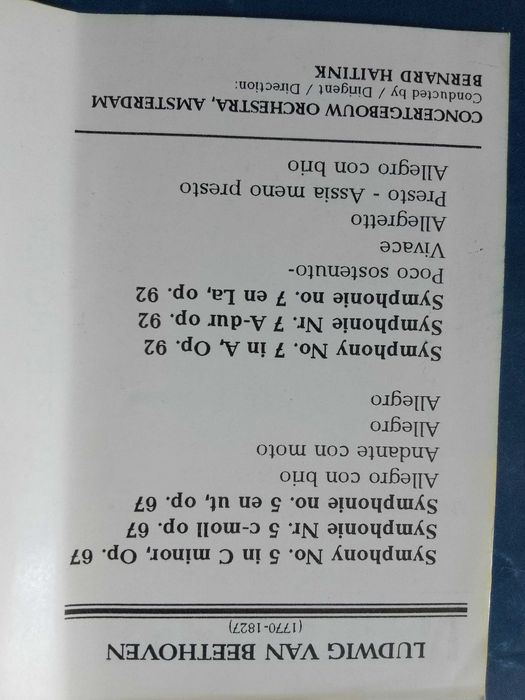 LUDWIG VAN BEETHOVEN
(1770-1827)
Symphony No. 5 in C minor, Op. 67
Symphonie Nr. 5 c-moll op. 67
Symphonie no. 5 en ut, op. 67
Allegro con brio
Andante con moto
Allegro
Allegro
Symphony No. 7 in A, Op. 92
Symphonie Nr. 7 A-dur op. 92
Symphonie no. 7 en La, op. 92
Poco sostenuto-
Vivace
Allegretto
Presto - Assia meno presto
Allegro con brio
CONCERTGEBOUW ORCHESTRA, AMSTERDAM
Conducted by / Dirigent / Direction:
BERNARD HAITINK